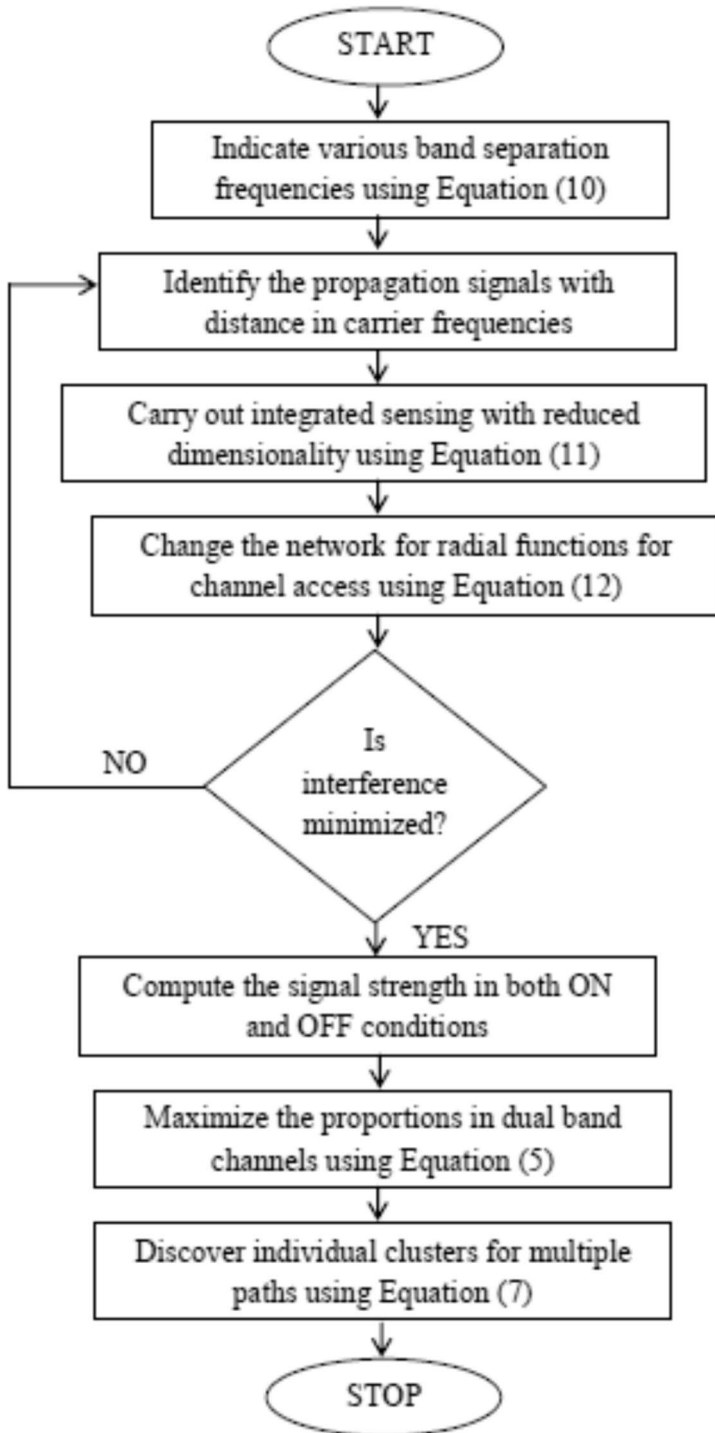 START
Indicate various band separation
frequencies using Equation (10)
Identify the propagation signals with
distance in carrier frequencies
Carry out integrated sensing with reduced
dimensionality using Equation (11)
Change the network for radial functions for
channel access using Equation (12)
Is
interference
minimized?
NO
YES
Compute the signal strength in both ON
and OFF conditions
Maximize the proportions in dual band
channels using Equation (5)
Discover individual clusters for multiple
paths using Equation (7)
STOP